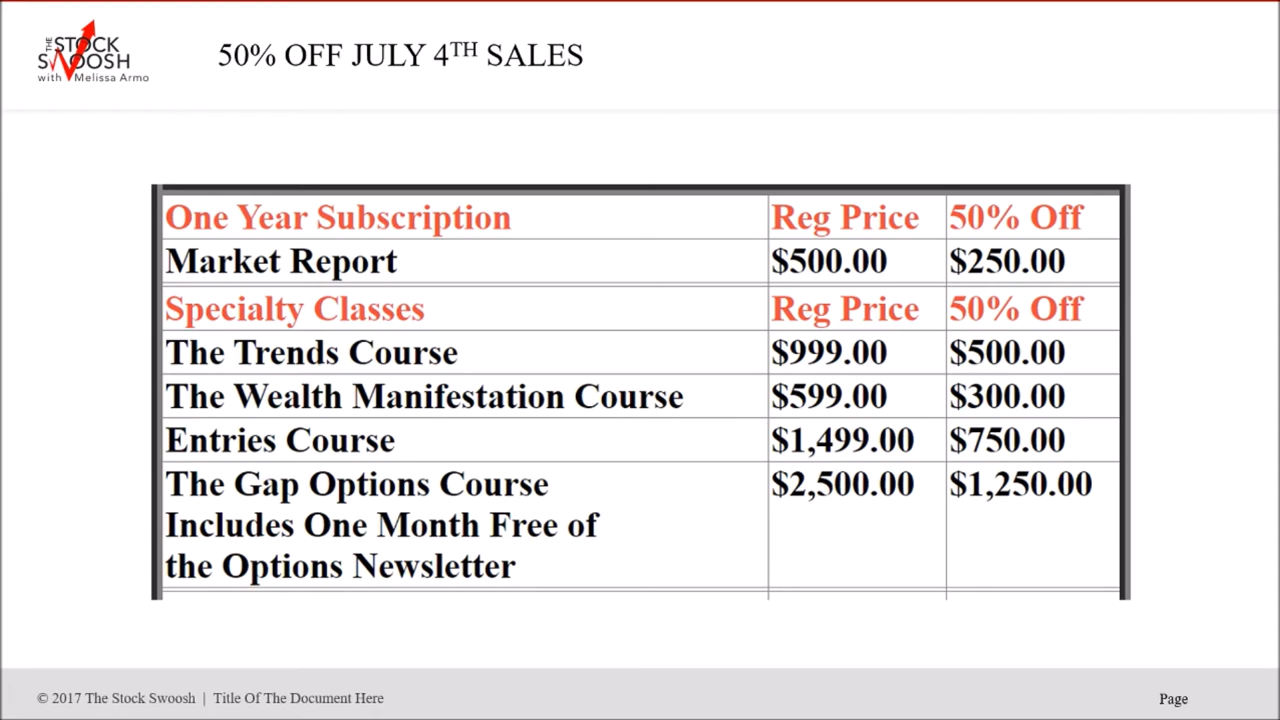 THE STOCK
SWOOSH
with Melissa Armo
50% OFF JULY 4TH SALES
One Year Subscription Reg Price 50% Off
Market Report $500.00 $250.00
Specialty Classes Reg Price 50% Off
The Trends Course $999.00 $500.00
The Wealth Manifestation Course $599.00 $300.00
Entries Course $1,499.00 $750.00
The Gap Options Course $2,500.00 $1,250.00
Includes One Month Free of
the Options Newsletter
© 2017 The Stock Swoosh | Title Of The Document Here Page